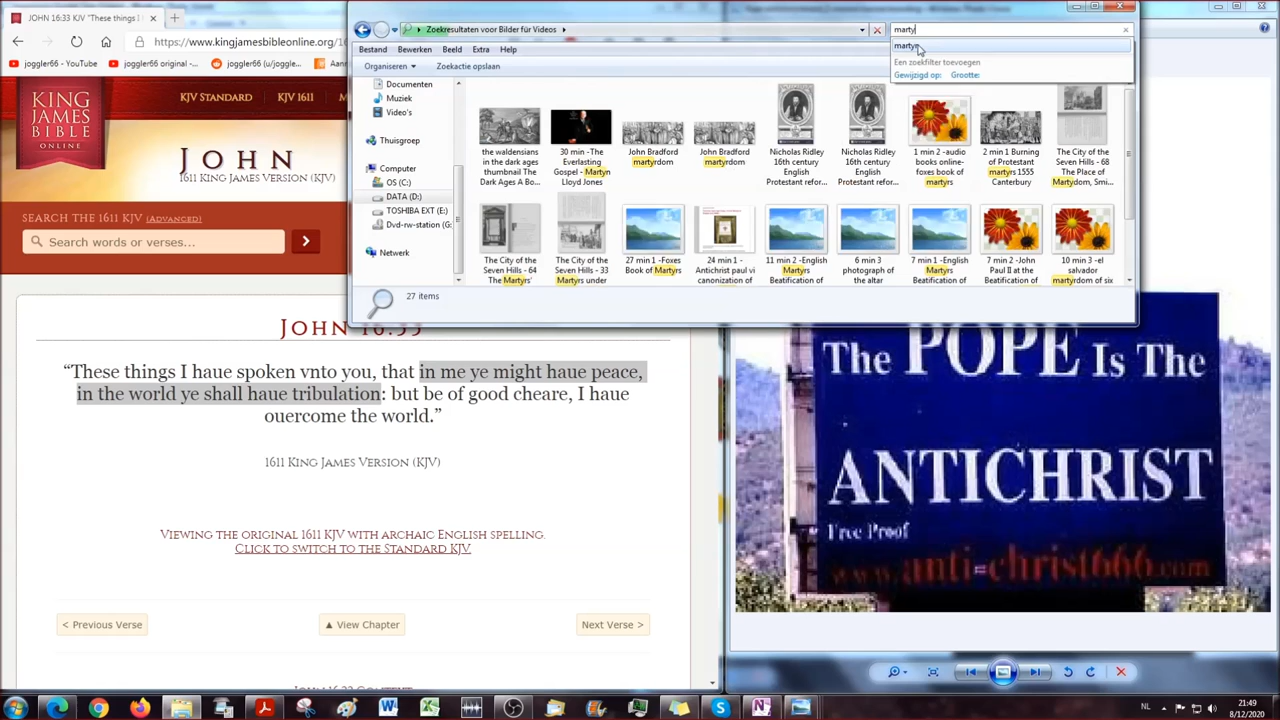 JOHN 16:33 KJV "These things I
https://www.kingjamesbibleonline.org/16
joggler66 - YouTube
joggler66 original -...
reddit (u/joggler66...
Aann
KING JAMES BIBLE ONLINE
KJV Standard
KJV 1611
John
1611 King James Version (KJV)
Search the 1611 KJV (Advanced)
Search words or verses...
John 16:33
“These things I haue spoken vnto you, that in me ye might haue peace,
in the world ye shall haue tribulation: but be of good cheare, I haue
ouercome the world.”
1611 King James Version (KJV)
Viewing the original 1611 KJV with archaic English spelling.
Click to switch to the Standard KJV
< Previous Verse
▲ View Chapter
Next Verse >
Zoekresultaten voor Bilder für Videos
marty
martyr
Een zoekfilter toevoegen
Gewijzigd op:
Grootte:
Bestand
Bewerken
Beeld
Extra
Help
Organiseren
Zoekactie opslaan
Documenten
Muziek
Video's
Thuisgroep
Computer
OS (C:)
DATA (D:)
TOSHIBA EXT (E:)
Dvd-rw-station (G:
Netwerk
the waldensians
in the dark ages
thumbnail The
Dark Ages A Bo...
30 min -The
Everlasting
Gospel - Martyn
Lloyd Jones
John Bradford
martyrdom
John Bradford
martyrdom
Nicholas Ridley
16th century
English
Protestant refor...
Nicholas Ridley
16th century
English
Protestant refor...
1 min 2 -audio
books online-
foxes book of
martyrs
2 min 1 Burning
of Protestant
martyrs 1555
Canterbury
The City of the
Seven Hills - 68
The Place of
Martydom, Smi...
The City of the
Seven Hills - 64
The Martyrs'
The City of the
Seven Hills - 33
Martyrs under
27 min 1 -Foxes
Book of Martyrs
24 min 1 -
Antichrist paul vi
canonization of
11 min 2 -English
Martyrs
Beatification of
6 min 3
photograph of
the altar
7 min 1 -English
Martyrs
Beatification of
7 min 2 -John
Paul II at the
Beatification of
10 min 3 -el
salvador
martyrdom of six
27 items
The POPE Is The
ANTICHRIST
Free Proof
www.anti-christ666.com
NL
21:49
8/12/2020